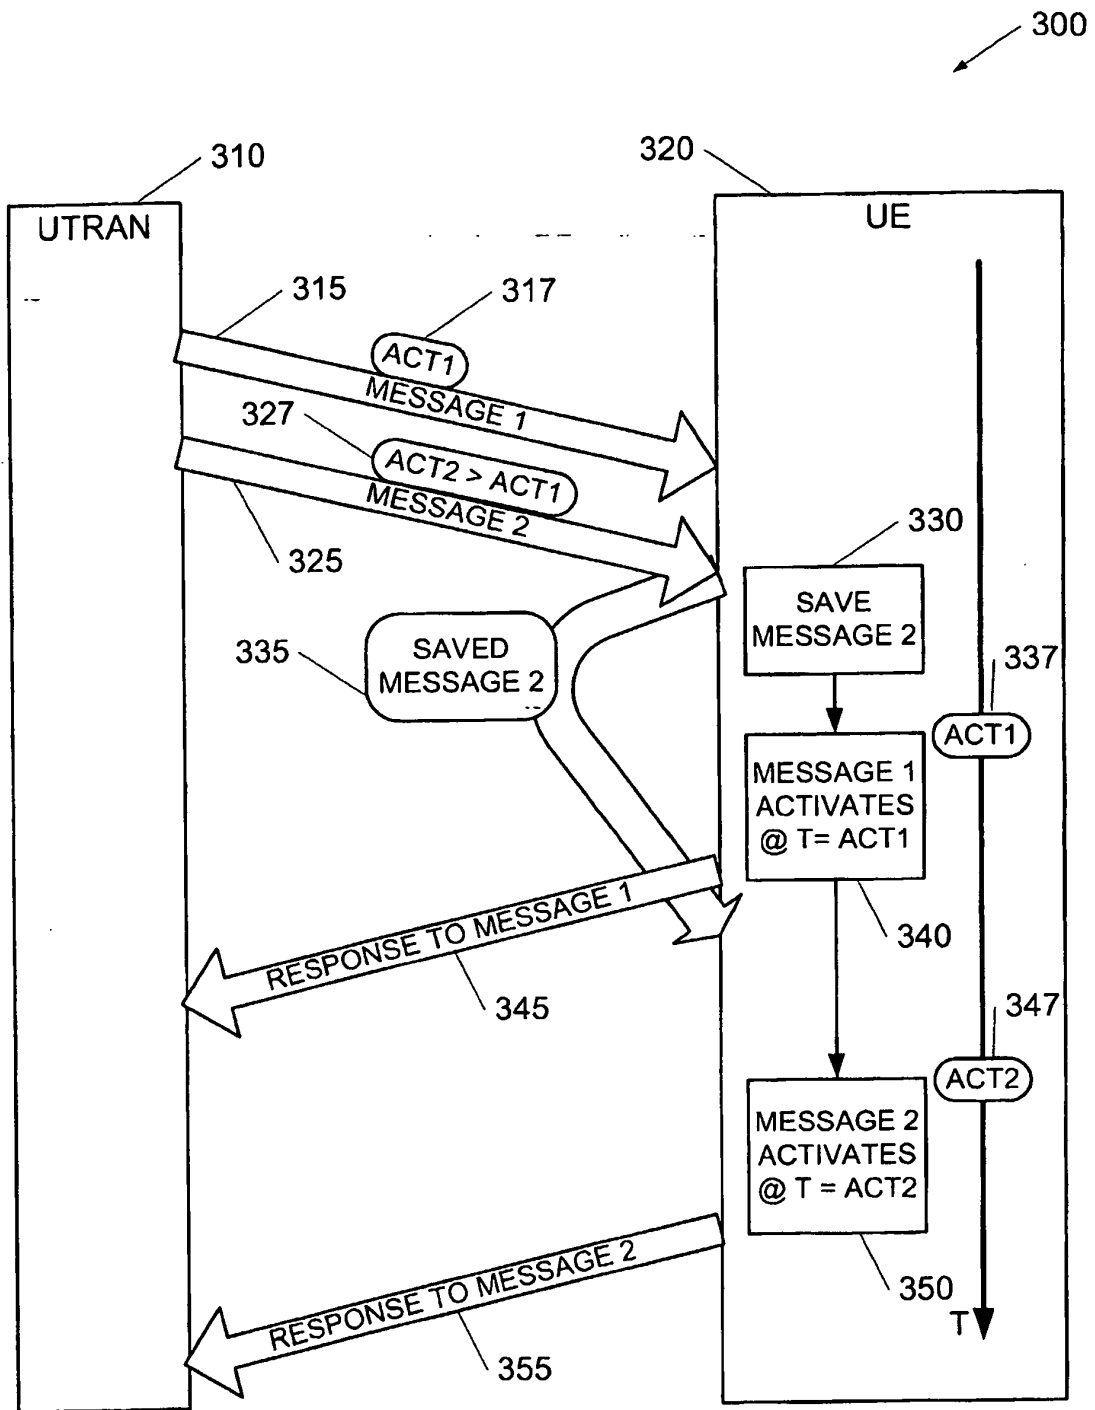 300
310
320
UTRAN
UE
315
317
ACT1
MESSAGE 1
327
ACT2 > ACT1
MESSAGE 2
325
330
SAVE
MESSAGE 2
335
SAVED
MESSAGE 2
337
ACT1
MESSAGE 1
ACTIVATES
@ T= ACT1
340
RESPONSE TO MESSAGE 1
345
347
ACT2
MESSAGE 2
ACTIVATES
@ T = ACT2
350
RESPONSE TO MESSAGE 2
355
T